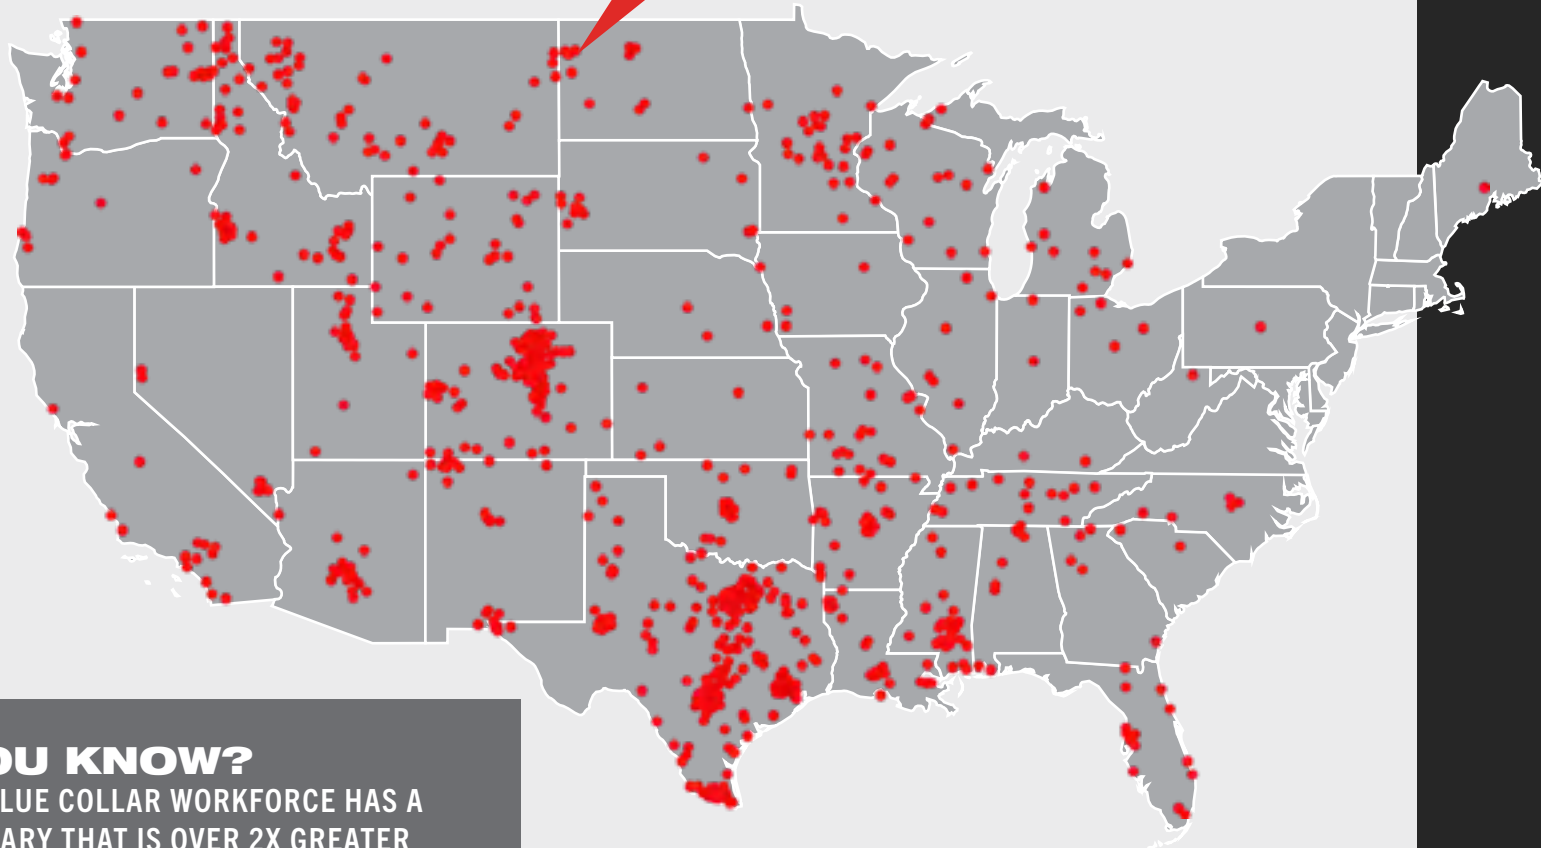 OU KNOW?
LUE COLLAR WORKFORCE HAS A
ARY THAT IS OVER 2X GREATER